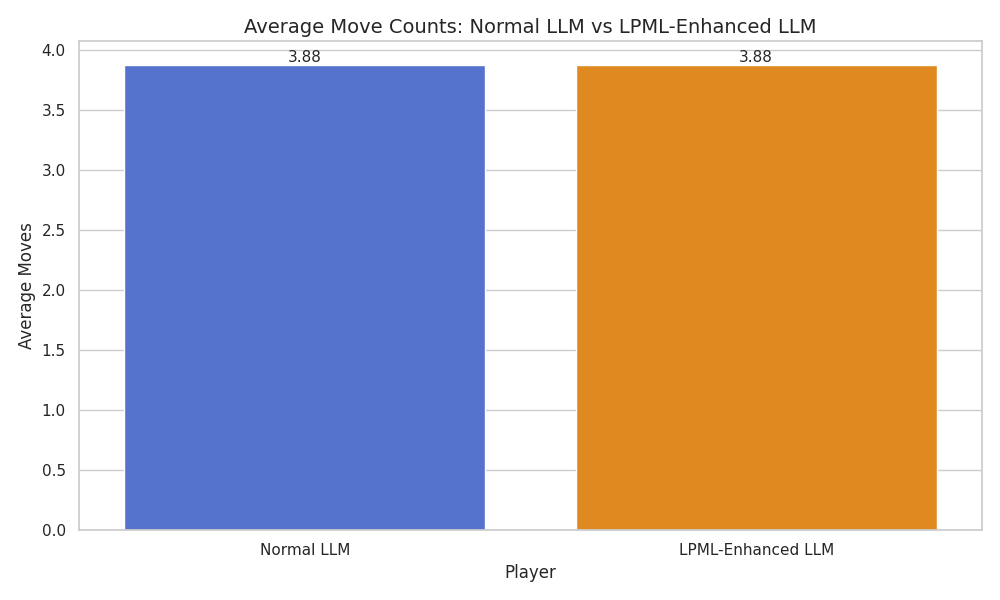 Average Move Counts: Normal LLM vs LPML-Enhanced LLM
4.0
3.5
3.0
2.5
2.0
1.5
1.0
0.5
0.0
Average Moves
3.88
3.88
Normal LLM
LPML-Enhanced LLM
Player